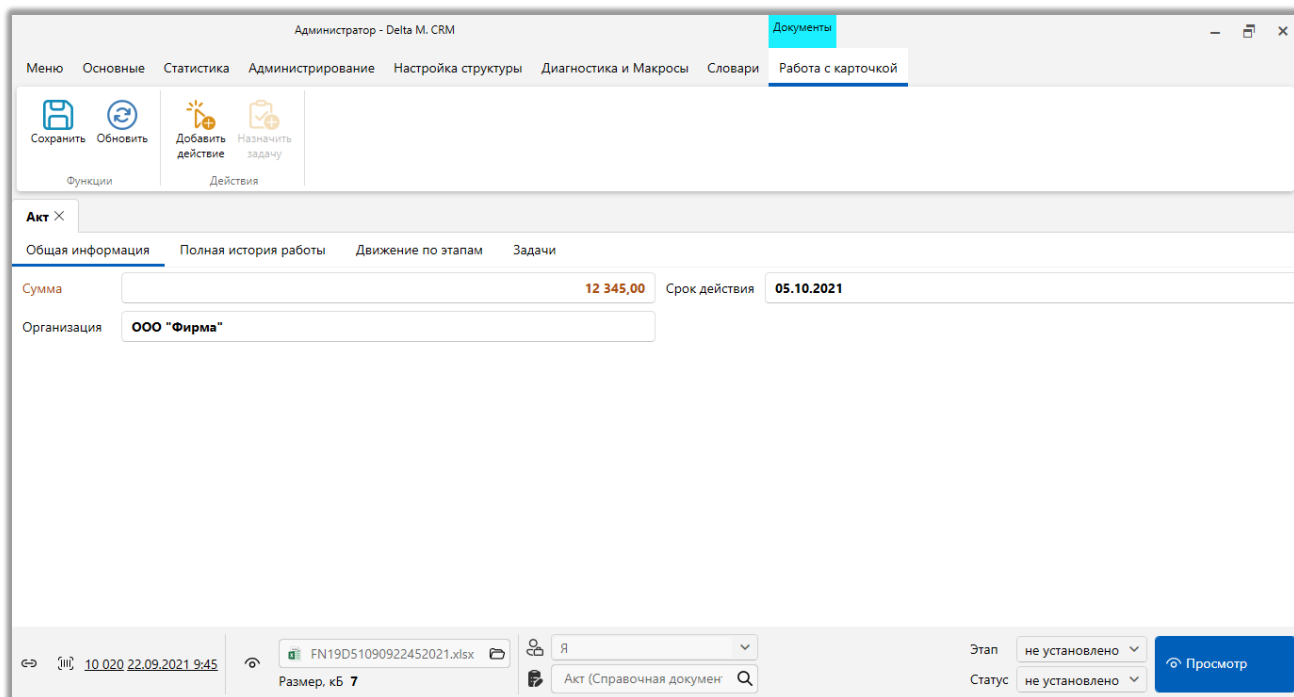 Администратор - Delta M. CRM
Документы
Меню Основные Статистика Администрирование Настройка структуры Диагностика и Макросы Словари Работа с карточкой
Сохранить Обновить Добавить действие Назначить задачу
Функции Действия
Акт
Общая информация Полная история работы Движение по этапам Задачи
Сумма 12 345,00 Срок действия 05.10.2021
Организация ООО "Фирма"
10 020 22.09.2021 9:45
FN19D51090922452021.xlsx
Размер, кБ 7
Я
Акт (Справочная документ
Этап не установлено
Статус не установлено
Просмотр